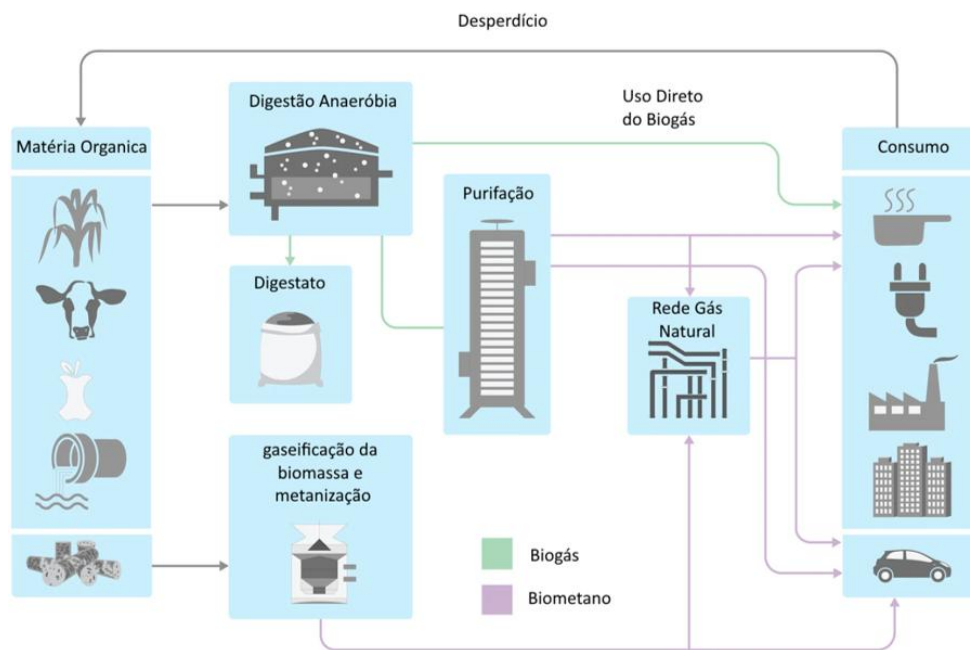 Desperdício
Digestão Anaeróbia
Uso Direto
do Biogás
Matéria Organica
Consumo
Purifação
Digestato
Rede Gás
Natural
gaseificação da
biomassa e
metanização
Biogás
Biometano